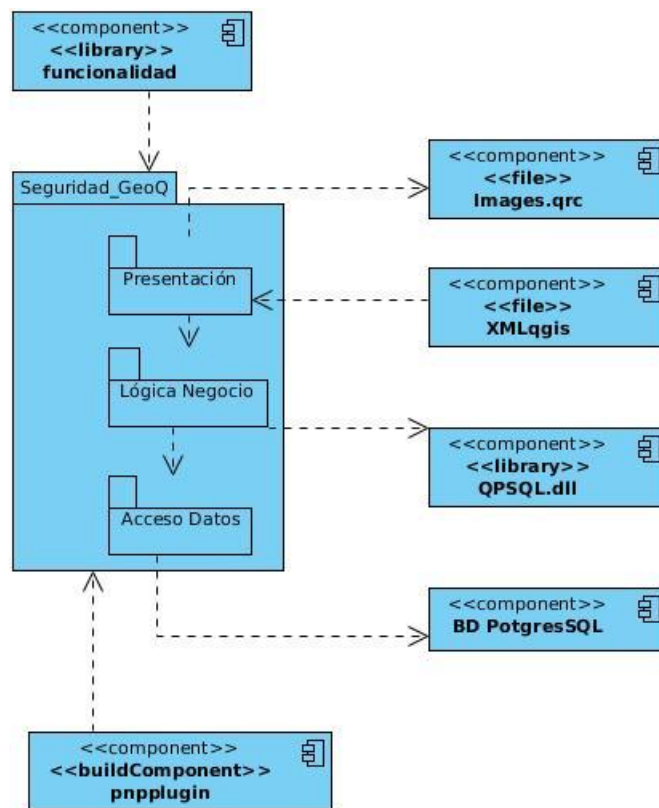 <<component>>
<<library>>
funcionalidad
Seguridad_GeoQ
Presentación
Lógica Negocio
Acceso Datos
<<component>>
<<file>>
Images.qrc
<<component>>
<<file>>
XMLqgis
<<component>>
<<library>>
QPSQL.dll
<<component>>
BD PotgresSQL
<<component>>
<<buildComponent>>
pnpplugin